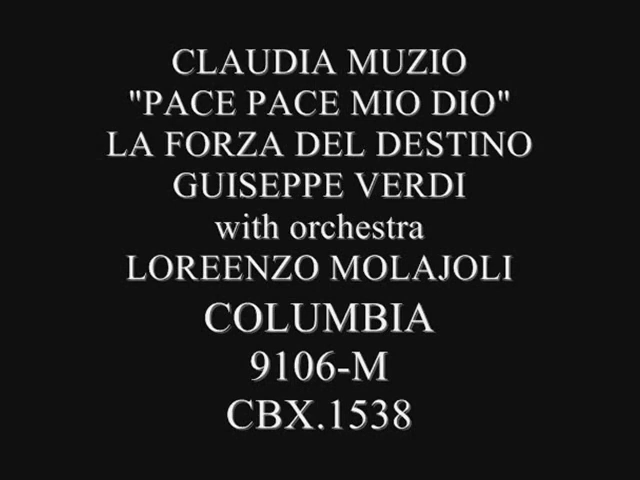 CLAUDIA MUZIO
"PACE PACE MIO DIO"
LA FORZA DEL DESTINO
GUISEPPE VERDI
with orchestra
LOREENZO MOLAJOLI
COLUMBIA
9106-M
CBX.1538